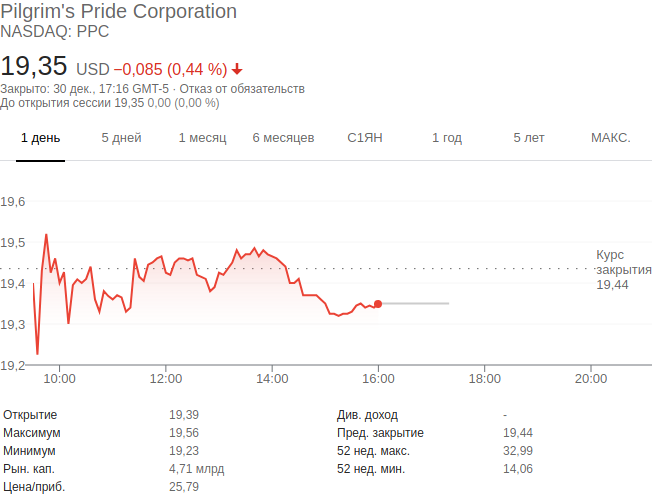 Pilgrim's Pride Corporation
NASDAQ: PPC
19,35 USD −0,085 (0,44 %)
Закрыто: 30 дек., 17:16 GMT-5 · Отказ от обязательств
До открытия сессии 19,35 0,00 (0,00 %)
1 день 5 дней 1 месяц 6 месяцев С1ЯН 1 год 5 лет МАКС.
19,6
19,5
Курс
закрытия
19,44
19,4
19,3
19,2
10:00 12:00 14:00 16:00 18:00 20:00
Открытие 19,39 Див. доход -
Максимум 19,56 Пред. закрытие 19,44
Минимум 19,23 52 нед. макс. 32,99
Рын. кап. 4,71 млрд 52 нед. мин. 14,06
Цена/приб. 25,79